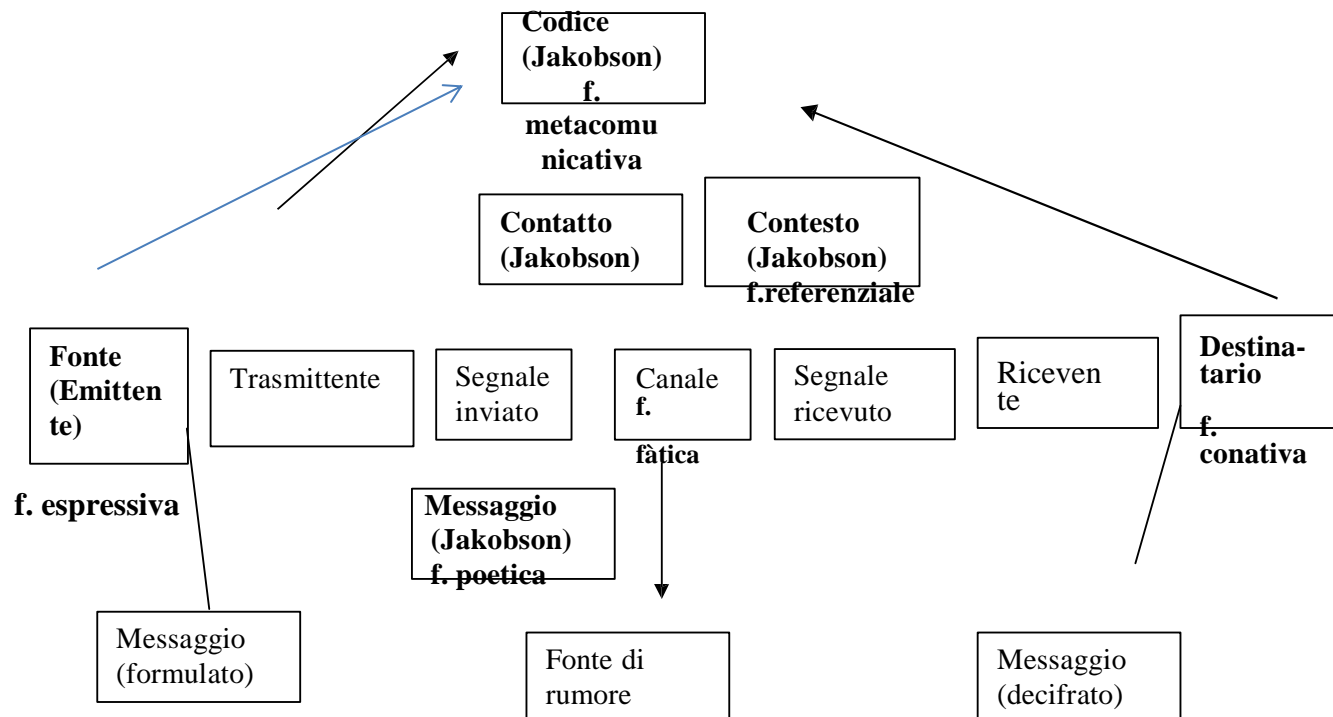 Codice
(Jakobson)
f.
metacomu
nicativa
Contatto
(Jakobson)
Contesto
(Jakobson)
f.referenziale
Fonte
(Emitten
te)
f. espressiva
Trasmittente
Segnale
inviato
Canale
f.
fàtica
Segnale
ricevuto
Riceven
te
Destina-
tario
f.
conativa
Messaggio
(Jakobson)
f. poetica
Messaggio
(formulato)
Fonte di
rumore
Messaggio
(decifrato)